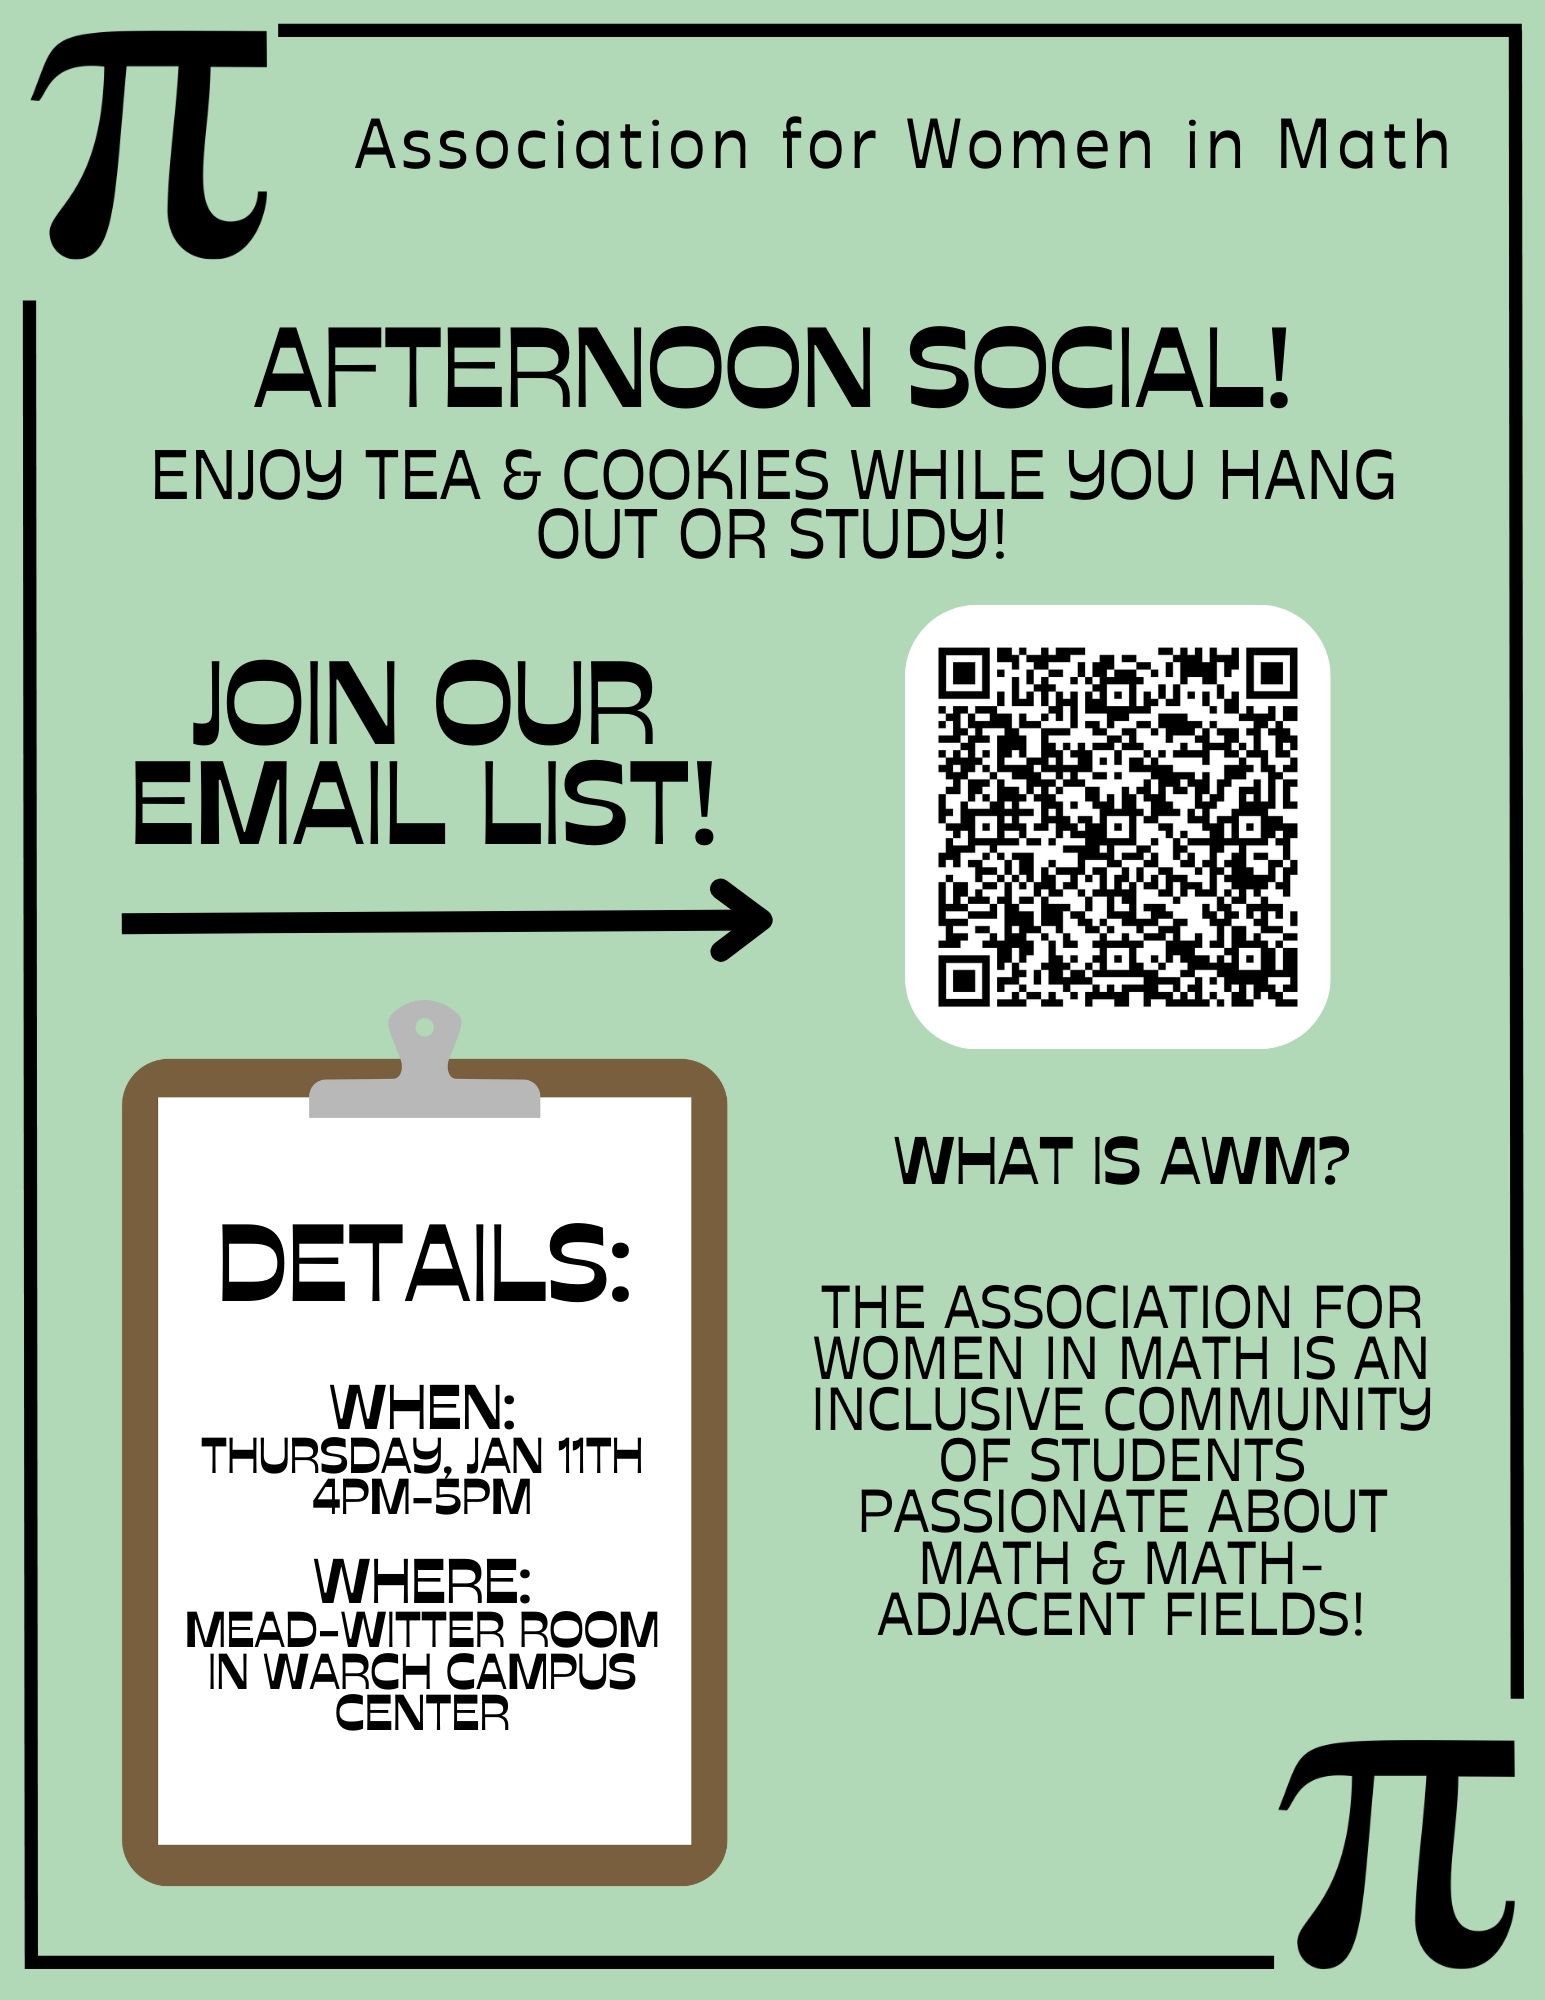 π
Association for Women in Math
AFTERNOON SOCIAL!
ENJOY TEA & COOKIES WHILE YOU HANG
OUT OR STUDY!
JOIN OUR
EMAIL LIST!
DETAILS:
WHEN:
THURSDAY, JAN 11TH
4PM-5PM
WHERE:
MEAD-WITTER ROOM
IN WARCH CAMPUS
CENTER
WHAT IS AWM?
THE ASSOCIATION FOR
WOMEN IN MATH IS AN
INCLUSIVE COMMUNITY
OF STUDENTS
PASSIONATE ABOUT
MATH & MATH-
ADJACENT FIELDS!
π